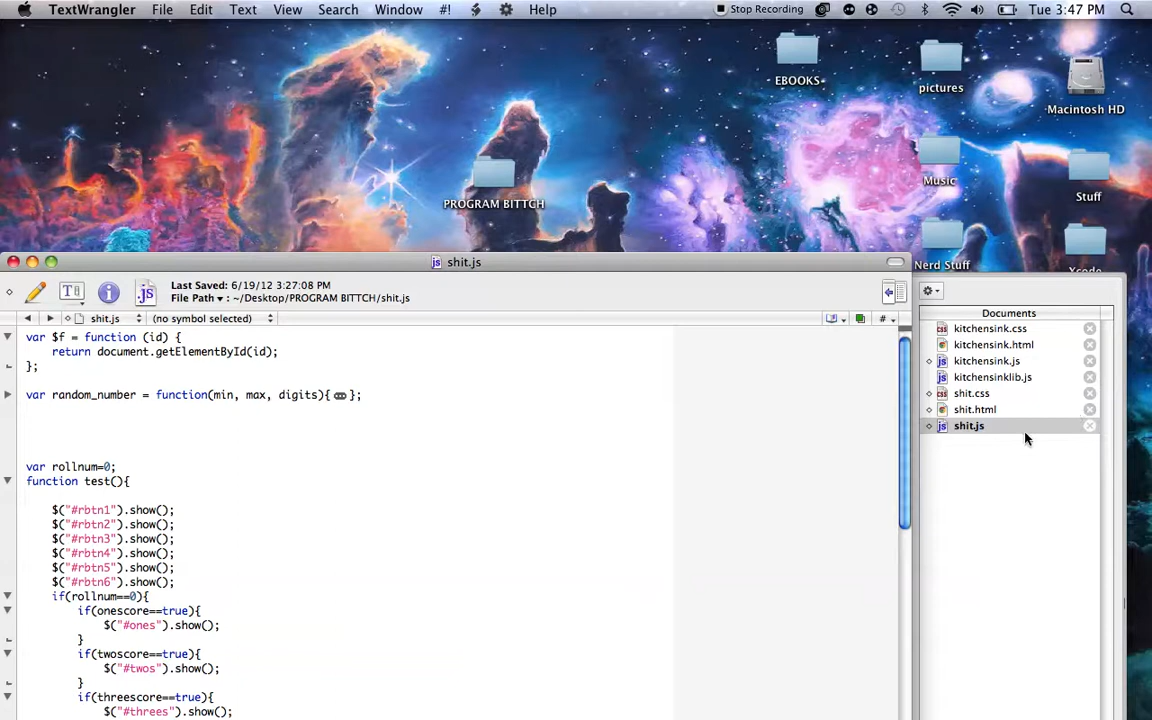 TextWrangler File Edit Text View Search Window #! Help Stop Recording Tue 3:47 PM
EBOOKS
pictures
Macintosh HD
Music
Stuff
PROGRAM BITTCH
Nerd Stuff
Xcode
shit.js
Last Saved: 6/19/12 3:27:08 PM
File Path ▾ : ~/Desktop/PROGRAM BITTCH/shit.js
shit.js (no symbol selected) #
Documents
kitchensink.css
kitchensink.html
kitchensink.js
kitchensinklib.js
shit.css
shit.html
shit.js
var $f = function (id) {
return document.getElementById(id);
};
var random_number = function(min, max, digits){ };
var rollnum=0;
function test(){
$("#rbtn1").show();
$("#rbtn2").show();
$("#rbtn3").show();
$("#rbtn4").show();
$("#rbtn5").show();
$("#rbtn6").show();
if(rollnum==0){
if(onescore==true){
$("#ones").show();
}
if(twoscore==true){
$("#twos").show();
}
if(threescore==true){
$("#threes").show();